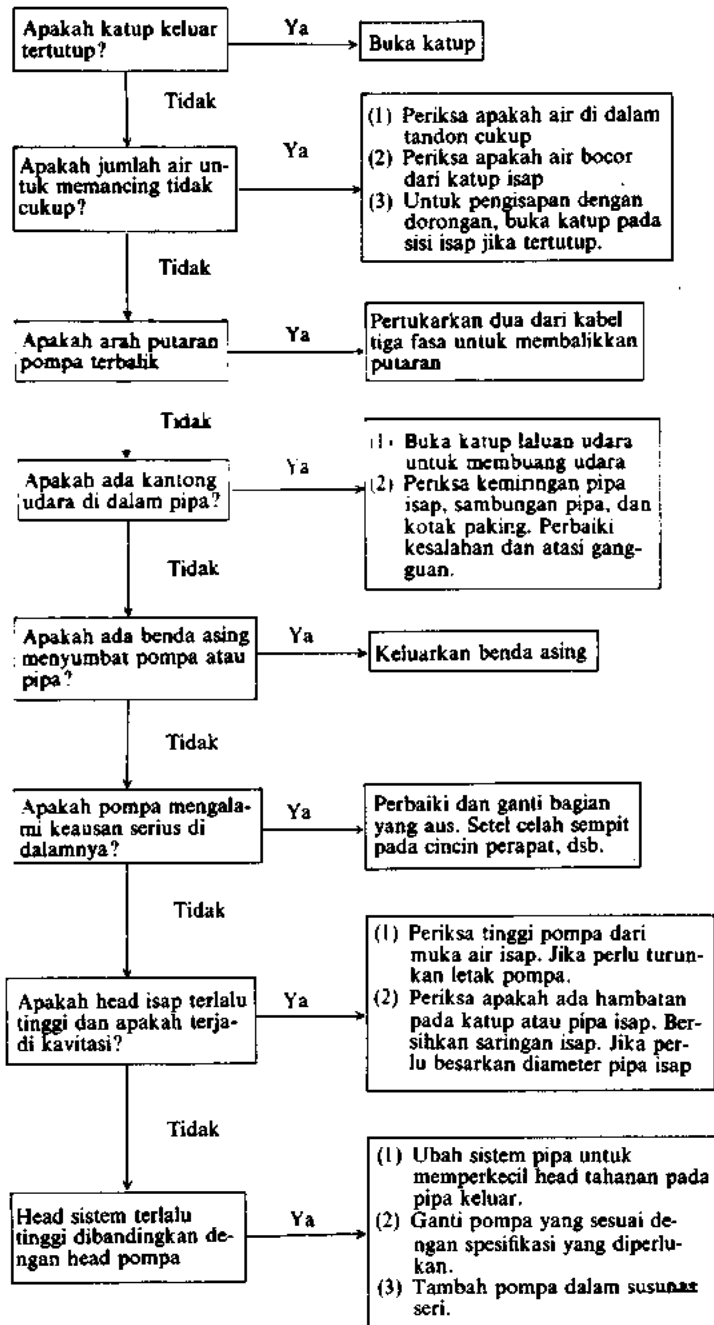 Apakah katup keluar
tertutup?
Ya
Buka katup
Tidak
Apakah jumlah air un-
tuk memancing tidak
cukup?
Ya
(1) Periksa apakah air di dalam
tandon cukup
(2) Periksa apakah air bocor
dari katup isap
(3) Untuk pengisapan dengan
dorongan, buka katup pada
sisi isap jika tertutup.
Tidak
Apakah arah putaran
pompa terbalik
Ya
Pertukarkan dua dari kabel
tiga fasa untuk membalikkan
putaran
Tidak
Apakah ada kantong
udara di dalam pipa?
Ya
(1) Buka katup laluan udara
untuk membuang udara
(2) Periksa kemiringan pipa
isap, sambungan pipa, dan
kotak paking. Perbaiki
kesalahan dan atasi gang-
guan.
Tidak
Apakah ada benda asing
menyumbat pompa atau
pipa?
Ya
Keluarkan benda asing
Tidak
Apakah pompa mengala-
mi keausan serius di
dalamnya?
Ya
Perbaiki dan ganti bagian
yang aus. Setel celah sempit
pada cincin perapat, dsb.
Tidak
Apakah head isap terlalu
tinggi dan apakah terja-
di kavitasi?
Ya
(1) Periksa tinggi pompa dari
muka air isap. Jika perlu turun-
kan letak pompa.
(2) Periksa apakah ada hambatan
pada katup atau pipa isap. Ber-
sihkan saringan isap. Jika per-
lu besarkan diameter pipa isap
Tidak
Head sistem terlalu
tinggi dibandingkan de-
ngan head pompa
Ya
(1) Ubah sistem pipa untuk
memperkecil head tahanan pada
pipa keluar.
(2) Ganti pompa yang sesuai de-
ngan spesifikasi yang diperlu-
kan.
(3) Tambah pompa dalam susunan
seri.